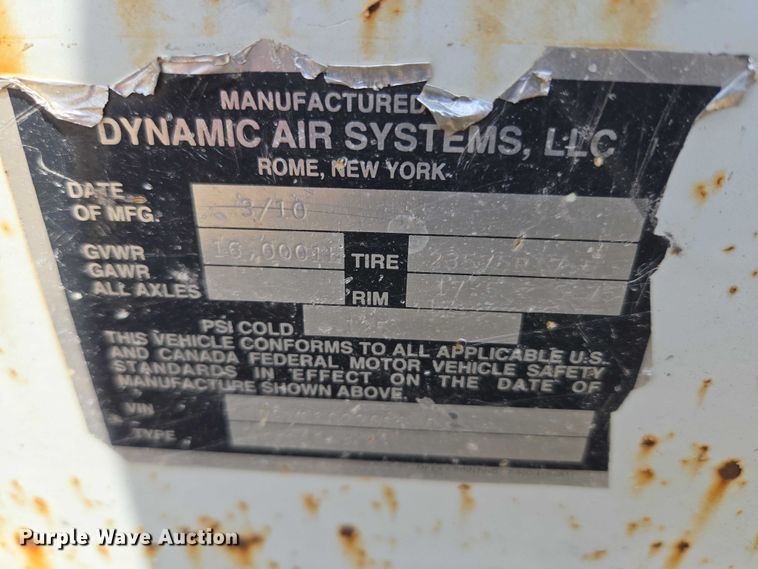 MANUFACTURED
DYNAMIC AIR SYSTEMS, LLC
ROME, NEW YORK
DATE OF MFG. 3/10
GVWR 16,000 TIRE
GAWR ALL AXLES RIM
PSI COLD
THIS VEHICLE CONFORMS TO ALL APPLICABLE U.S.
AND CANADA FEDERAL MOTOR VEHICLE SAFETY
STANDARDS IN EFFECT ON THE DATE OF
MANUFACTURE SHOWN ABOVE.
VIN
TYPE
Purple Wave Auction